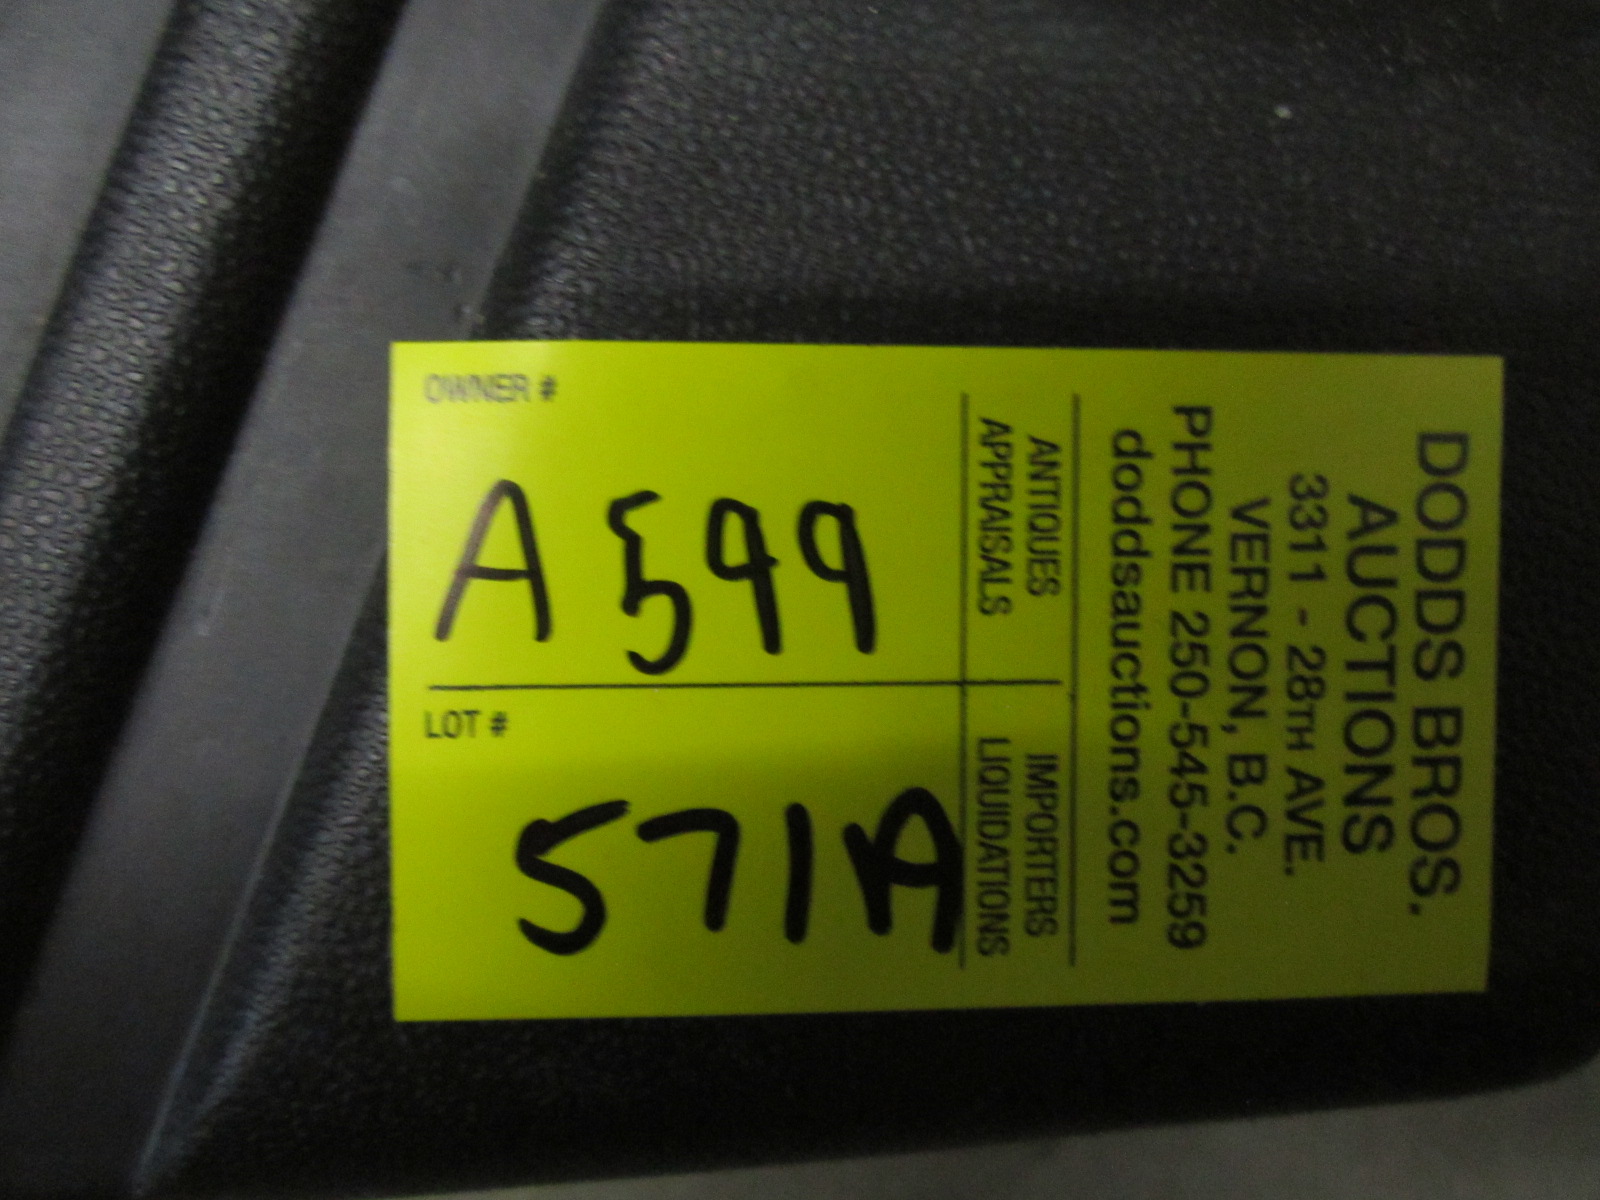 DODDS BROS.
AUCTIONS
3311 - 28TH AVE.
VERNON, B.C.
PHONE 250-545-3259
doddsauctions.com
ANTIQUES
APPRAISALS
IMPORTERS
LIQUIDATIONS
OWNER #
A599
LOT #
571A